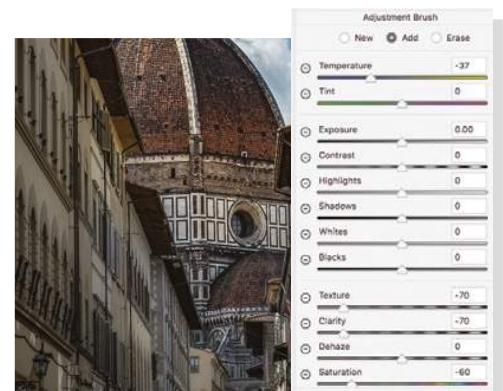 Adjustment Brush
New Add Erase
Temperature -37
Tint 0
Exposure 0.00
Contrast 0
Highlights 0
Shadows 0
Whites 0
Blacks 0
Texture -70
Clarity -70
Dehaze 0
Saturation -60